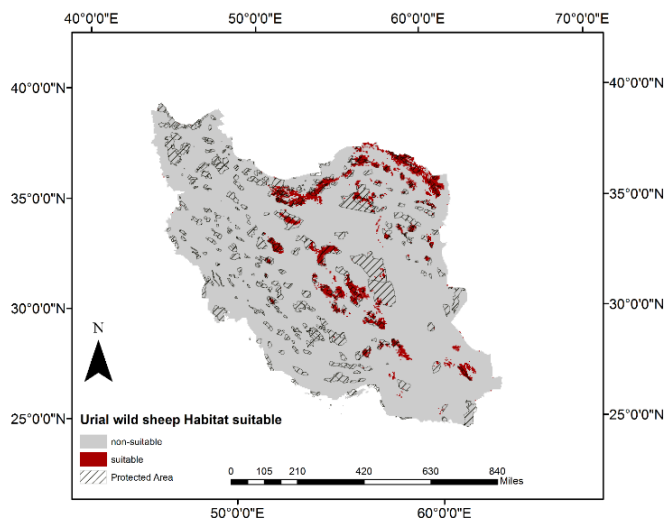 40°0'0"E 50°0'0"E 60°0'0"E 70°0'0"E
40°0'0"N 40°0'0"N
35°0'0"N 35°0'0"N
30°0'0"N 30°0'0"N
N
25°0'0"N 25°0'0"N
Urial wild sheep Habitat suitable
non-suitable
suitable
Protected Area
0 105 210 420 630 840
Miles
50°0'0"E 60°0'0"E